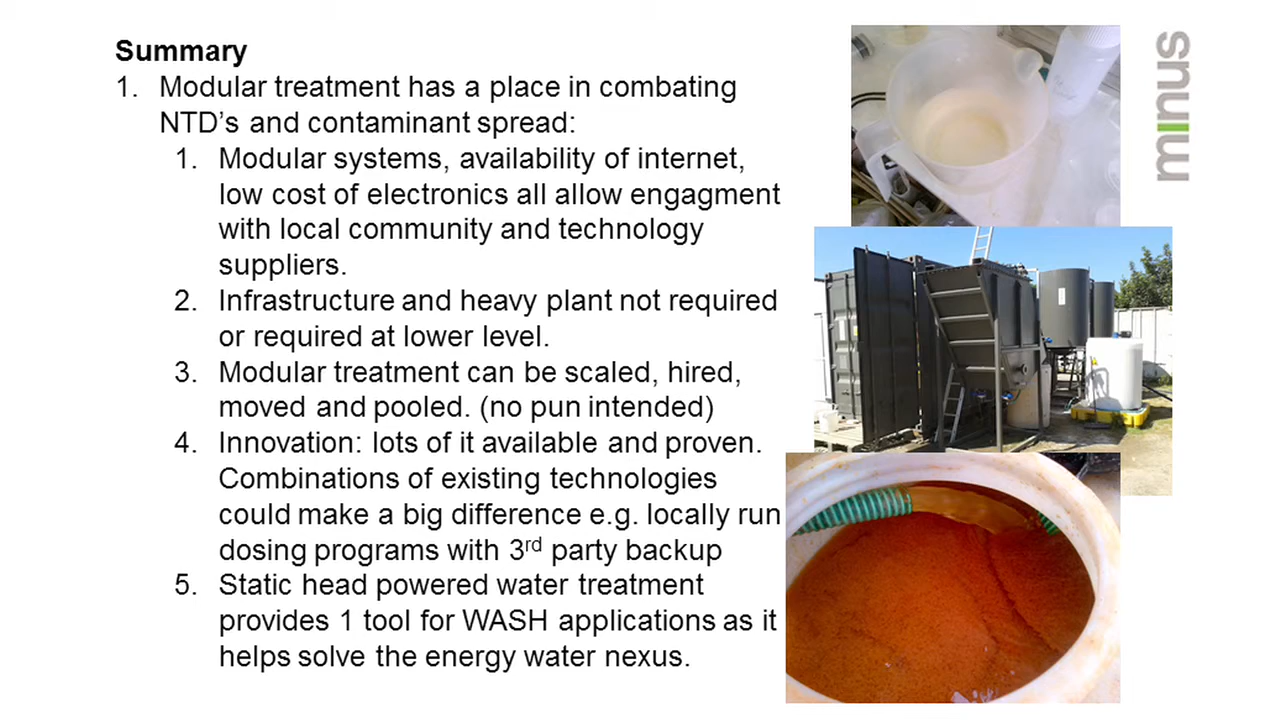 Summary
1. Modular treatment has a place in combating
NTD's and contaminant spread:
1. Modular systems, availability of internet,
low cost of electronics all allow engagment
with local community and technology
suppliers.
2. Infrastructure and heavy plant not required
or required at lower level.
3. Modular treatment can be scaled, hired,
moved and pooled. (no pun intended)
4. Innovation: lots of it available and proven.
Combinations of existing technologies
could make a big difference e.g. locally run
dosing programs with 3rd party backup
5. Static head powered water treatment
provides 1 tool for WASH applications as it
helps solve the energy water nexus.
minus